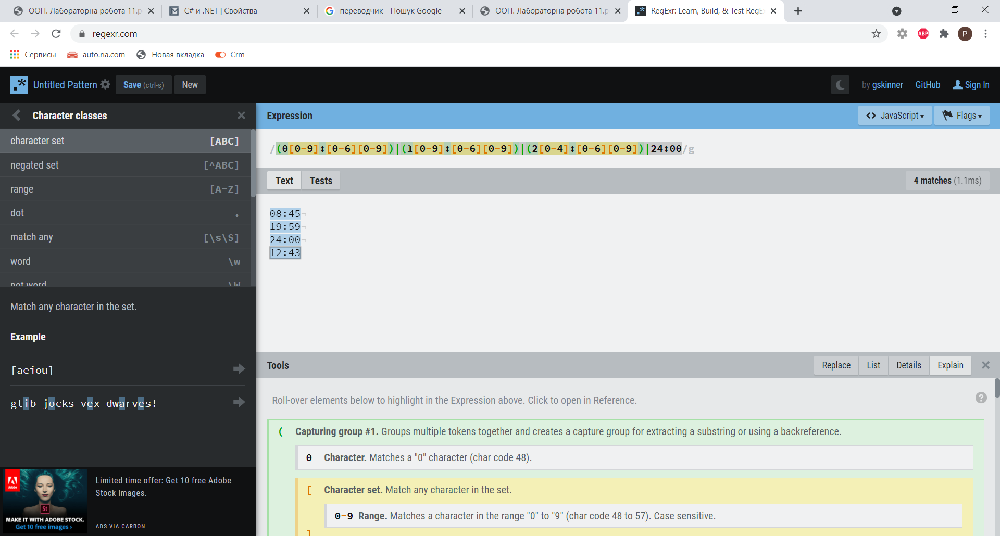 ООП. Лабораторна робота 11.p
C# и .NET | Свойства
переводчик - Пошук Google
ООП. Лабораторна робота 11.p
RegExr: Learn, Build, & Test RegE
regexr.com
ABP
P
Сервисы
auto.ria.com
Новая вкладка
Crm
Untitled Pattern
Save (ctrl-s)
New
by gskinner
GitHub
Sign In
Character classes
character set [ABC]
negated set [^ABC]
range [A-Z]
dot .
match any [\s\S]
word \w
not word \W
Match any character in the set.
Example
[aeiou]
glib jocks vex dwarves!
Adobe
St
MAKE IT WITH ADOBE STOCK.
Get 10 free images ›
Limited time offer: Get 10 free Adobe
Stock images.
ADS VIA CARBON
Expression
<> JavaScript ▾
Flags ▾
/(0[0-9]:[0-6][0-9])|(1[0-9]:[0-6][0-9])|(2[0-4]:[0-6][0-9])|24:00/g
Text
Tests
4 matches (1.1ms)
08:45¬
19:59¬
24:00¬
12:43
Tools
Replace
List
Details
Explain
Roll-over elements below to highlight in the Expression above. Click to open in Reference.
?
( Capturing group #1. Groups multiple tokens together and creates a capture group for extracting a substring or using a backreference.
0 Character. Matches a "0" character (char code 48).
[ Character set. Match any character in the set.
0-9 Range. Matches a character in the range "0" to "9" (char code 48 to 57). Case sensitive.
]